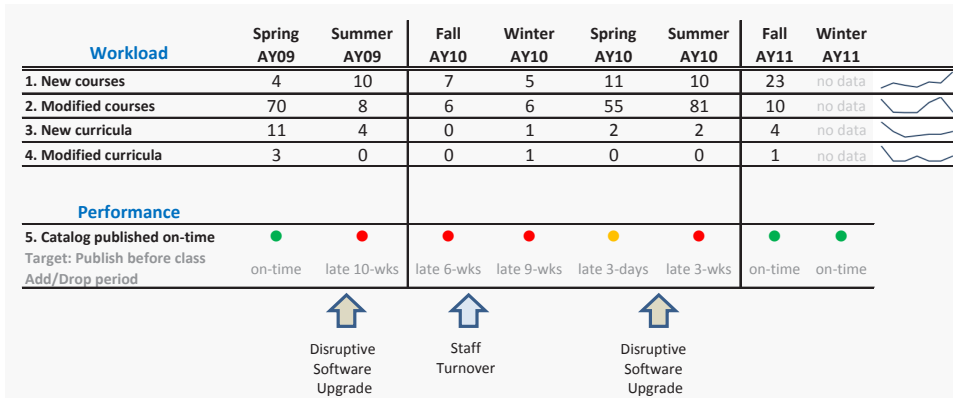 Spring Summer Fall Winter Spring Summer Fall Winter
Workload AY09 AY09 AY10 AY10 AY10 AY10 AY11 AY11
1. New courses 4 10 7 5 11 10 23 no data
2. Modified courses 70 8 6 6 55 81 10 no data
3. New curricula 11 4 0 1 2 2 4 no data
4. Modified curricula 3 0 0 1 0 0 1 no data
Performance
5. Catalog published on-time
Target: Publish before class
Add/Drop period
on-time late 10-wks late 6-wks late 9-wks late 3-days late 3-wks on-time on-time
Disruptive
Software
Upgrade
Staff
Turnover
Disruptive
Software
Upgrade